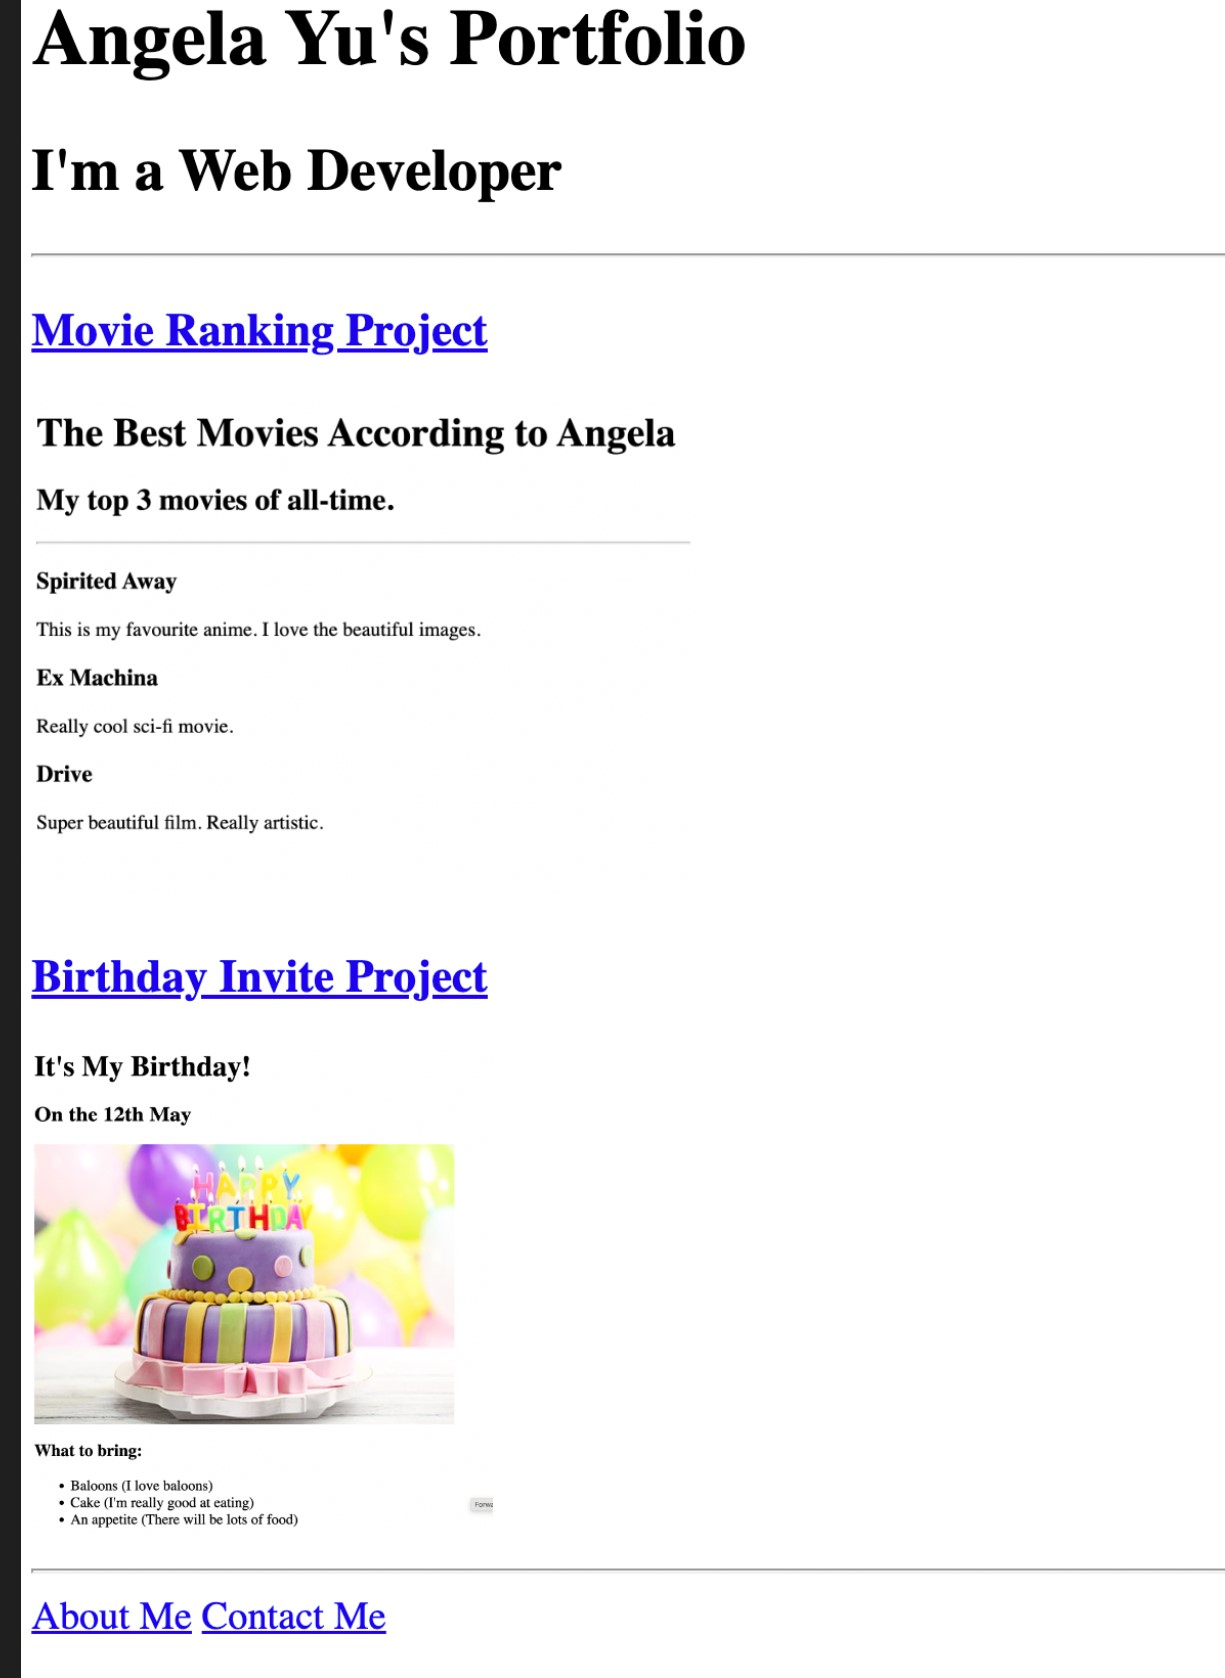 Angela Yu's Portfolio
I'm a Web Developer
Movie Ranking Project
The Best Movies According to Angela
My top 3 movies of all-time.
Spirited Away
This is my favourite anime. I love the beautiful images.
Ex Machina
Really cool sci-fi movie.
Drive
Super beautiful film. Really artistic.
Birthday Invite Project
It's My Birthday!
On the 12th May
HAPPY
BIRTHDAY
What to bring:
• Baloons (I love baloons)
• Cake (I'm really good at eating)
• An appetite (There will be lots of food)
About Me Contact Me